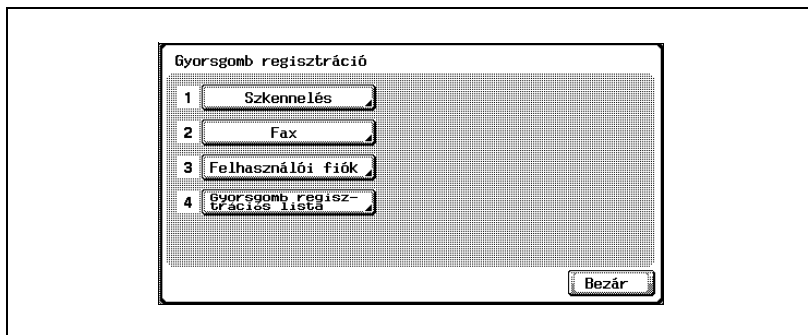 Gyorsgomb regisztráció
1 Szkennelés
2 Fax
3 Felhasználói fiók
4 Gyorsgomb regisz-
trációs lista
Bezár